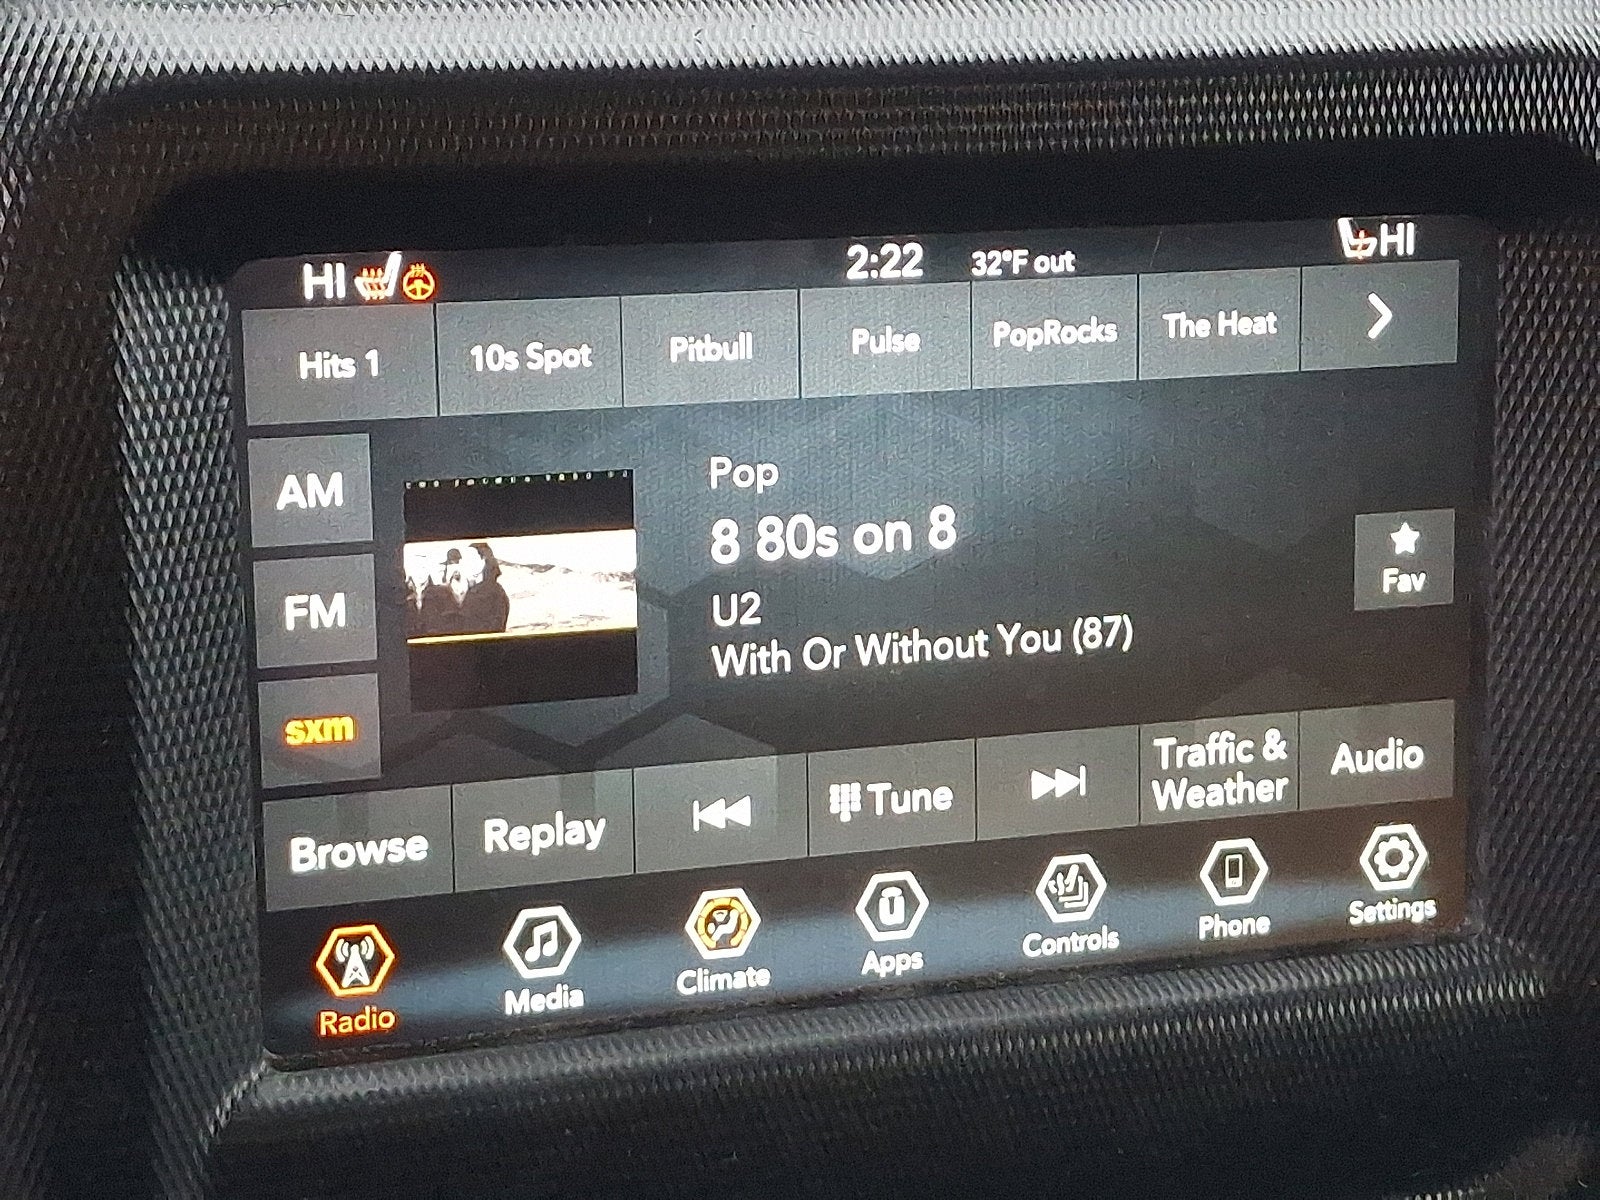 HI
2:22
32°F out
HI
Hits 1
10s Spot
Pitbull
Pulse
PopRocks
The Heat
AM
FM
sxm
Pop
8 80s on 8
U2
With Or Without You (87)
Fav
Browse
Replay
Tune
Traffic &
Weather
Audio
Radio
Media
Climate
Apps
Controls
Phone
Settings